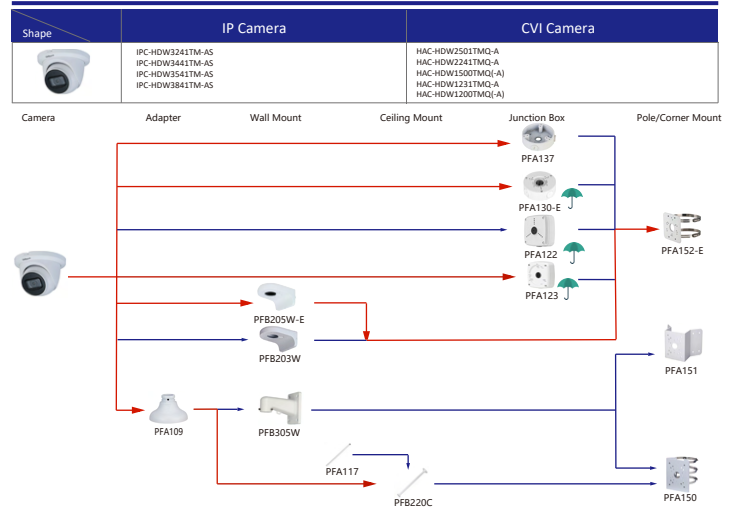 Shape
IP Camera
CVI Camera
IPC-HDW3241TM-AS
IPC-HDW3441TM-AS
IPC-HDW3541TM-AS
IPC-HDW3841TM-AS
HAC-HDW2501TMQ-A
HAC-HDW2241TMQ-A
HAC-HDW1500TMQ(-A)
HAC-HDW1231TMQ-A
HAC-HDW1200TMQ(-A)
Camera
Adapter
Wall Mount
Ceiling Mount
Junction Box
Pole/Corner Mount
PFA137
PFA130-E
PFA122
PFA152-E
PFA123
PFB205W-E
PFB203W
PFA151
PFA109
PFB305W
PFA117
PFB220C
PFA150